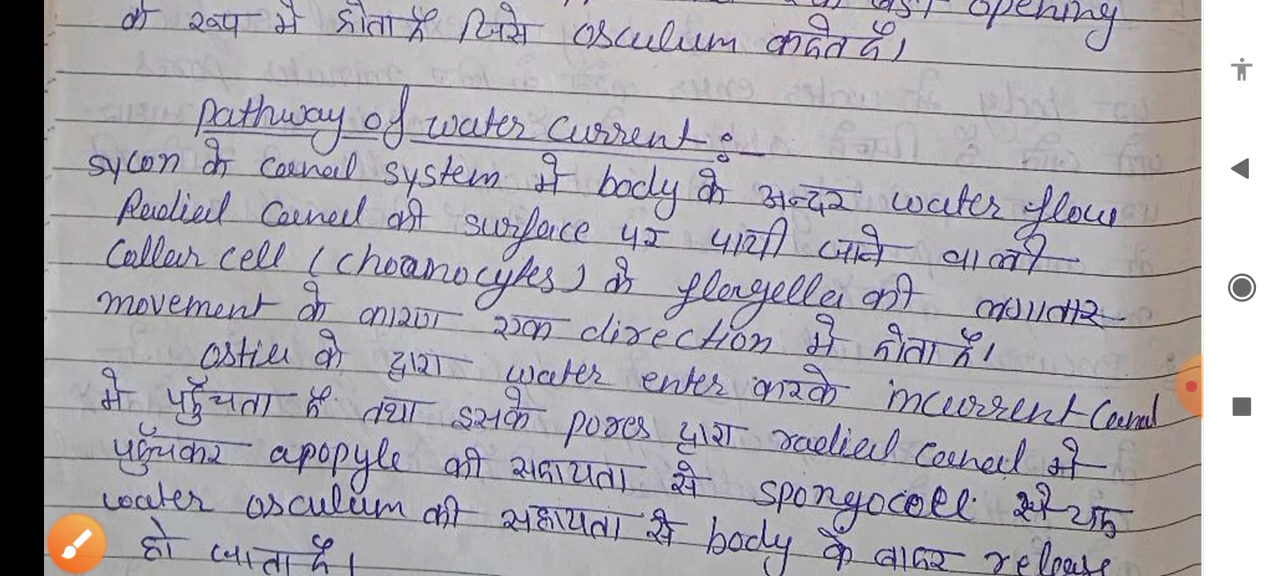 opening
के रूप में होता है जिसे osculum कहते है।
Pathway of water current :-
sycon के canal system में body के अन्दर water flow
Radial Canal की surface पर पायी जाने वाली
Collar cell (choanocytes) के flagella की लगातार
movement के कारण एक direction में होता है।
ostia के द्वारा water enter करके incurrent Canal
में पहुँचता है तथा इसके pores द्वारा radial Canal में
पहुँचकर apopyle की सहायता से spongocoel और
water osculum की सहायता से body के बाहर release
हो जाता है।